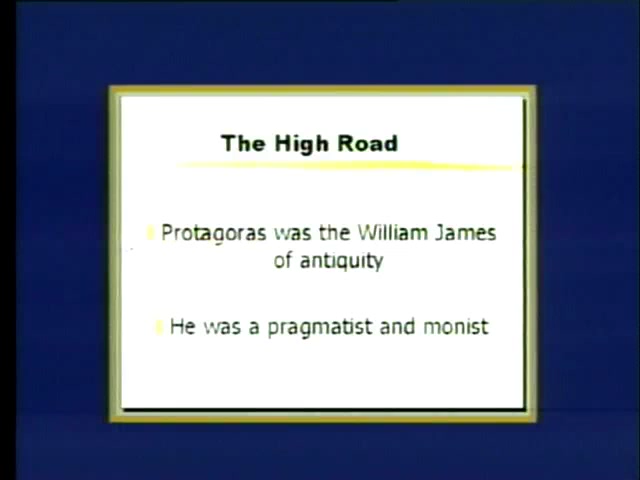 The High Road
Protagoras was the William James
of antiquity
He was a pragmatist and monist